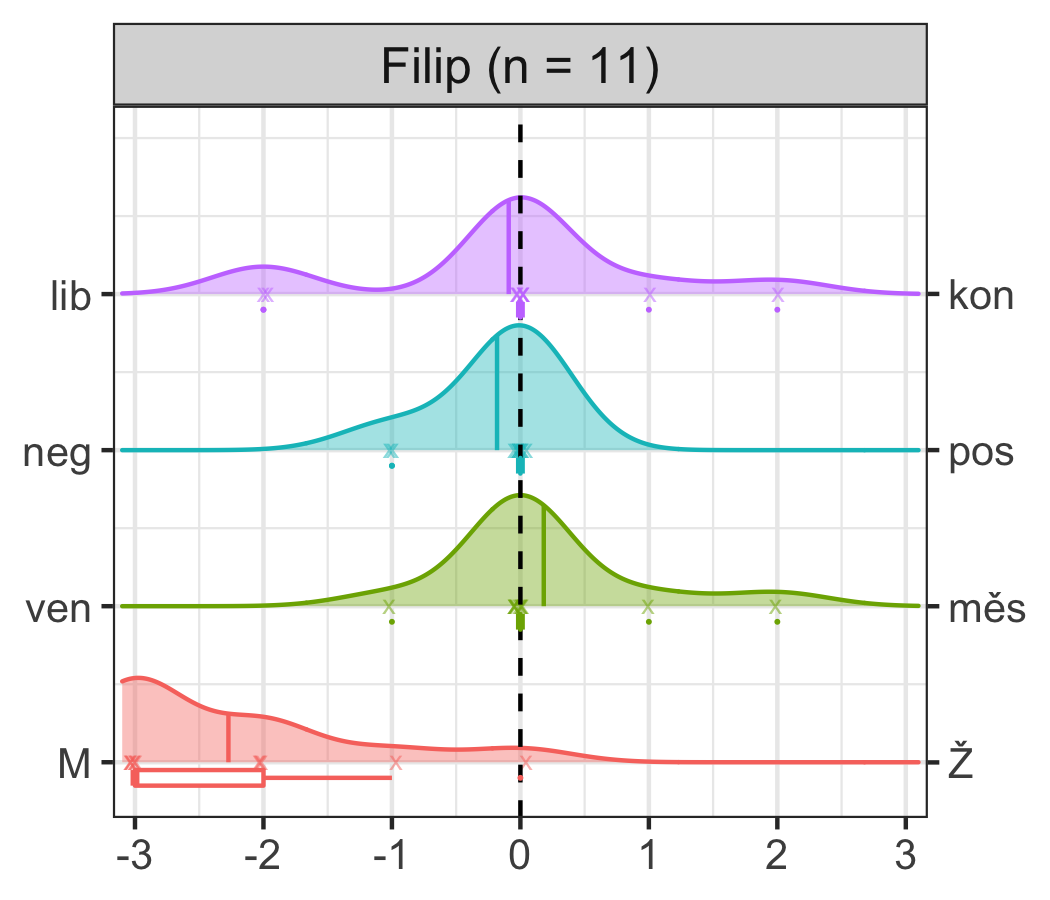 Filip (n = 11)
lib kon
neg pos
ven měs
M Ž
-3 -2 -1 0 1 2 3